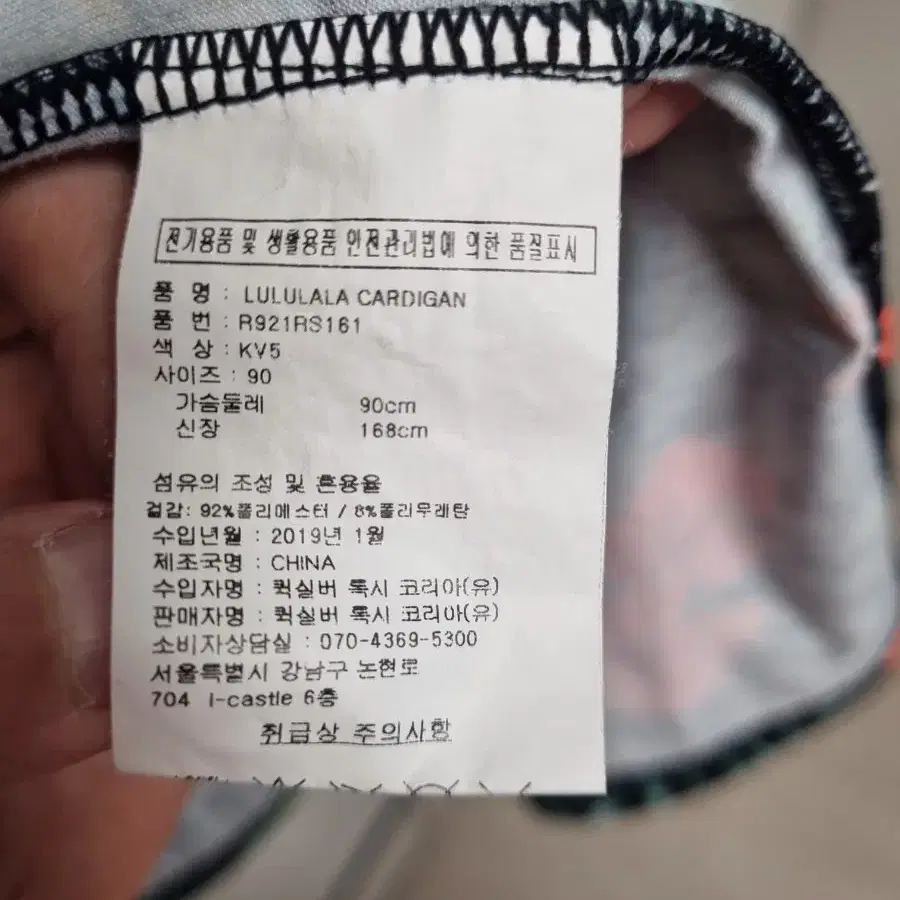 전기용품 및 생활용품 안전관리법에 의한 품질표시
품 명 : LULULALA CARDIGAN
품 번 : R921RS161
색 상 : KV5
사이즈 : 90
가슴둘레 90cm
신장 168cm
섬유의 조성 및 혼용율
겉감: 92%폴리에스터 / 8%폴리우레탄
수입년월 : 2019년 1월
제조국명 : CHINA
수입자명 : 퀵실버 록시 코리아(유)
판매자명 : 퀵실버 록시 코리아(유)
소비자상담실 : 070-4369-5300
서울특별시 강남구 논현로
704 I-castle 6층
취급상 주의사항